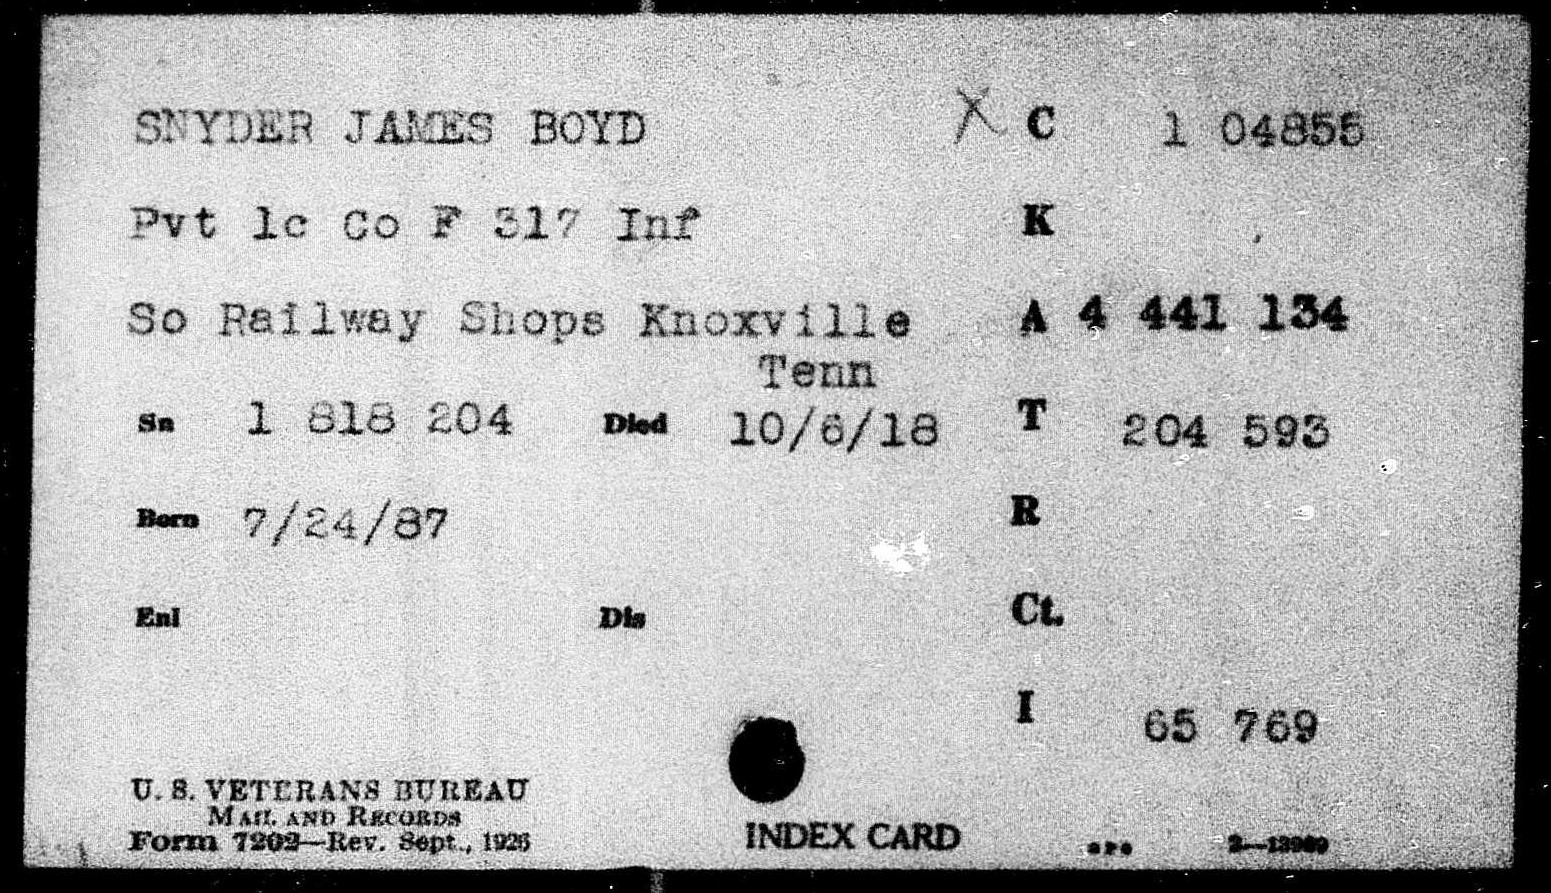 SNYDER JAMES BOYD X C 1 04855
Pvt 1c Co F 317 Inf K
So Railway Shops Knoxville A 4 441 134
Tenn
Sn 1 818 204 Died 10/6/18 T 204 593
Born 7/24/87 R
Enl Dis Ct.
I 65 769
U. S. VETERANS BUREAU
MAIL AND RECORDS
Form 7202—Rev. Sept., 1926
INDEX CARD